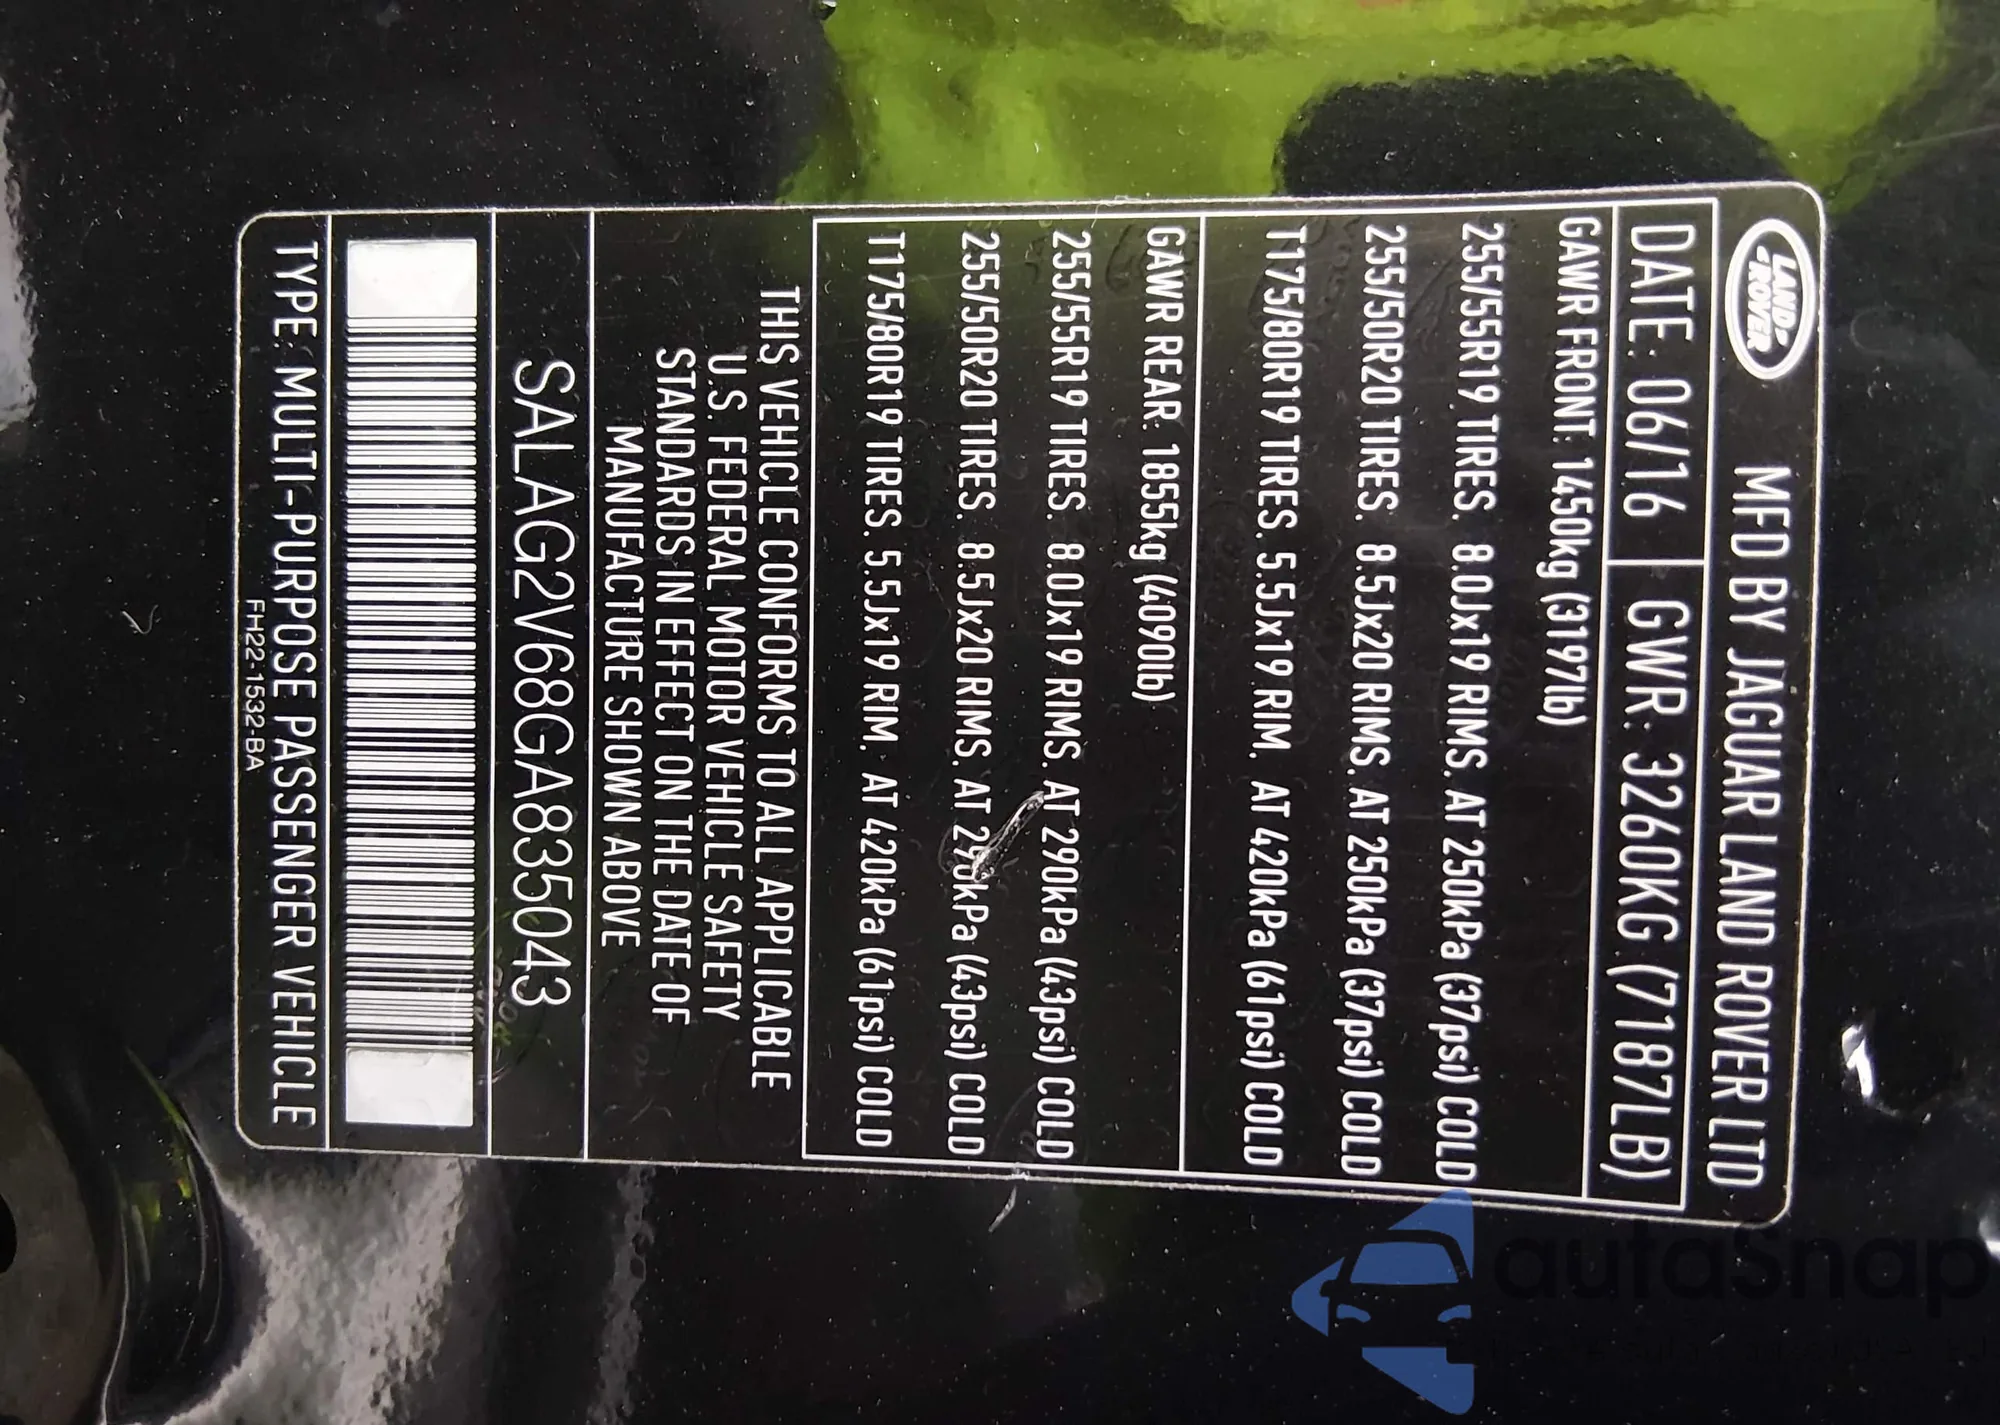 LAND ROVER
MFD BY JAGUAR LAND ROVER LTD
DATE: 06/16 GWR: 3260KG (7187LB)
GAWR FRONT: 1450kg (3197lb)
255/55R19 TIRES. 8.0Jx19 RIMS. AT 250kPa (37psi) COLD
255/50R20 TIRES. 8.5Jx20 RIMS. AT 250kPa (37psi) COLD
T175/80R19 TIRES. 5.5Jx19 RIM. AT 420kPa (61psi) COLD
GAWR REAR: 1855kg (4090lb)
255/55R19 TIRES. 8.0Jx19 RIMS. AT 290kPa (43psi) COLD
255/50R20 TIRES. 8.5Jx20 RIMS. AT 290kPa (43psi) COLD
T175/80R19 TIRES. 5.5Jx19 RIM. AT 420kPa (61psi) COLD
THIS VEHICLE CONFORMS TO ALL APPLICABLE
U.S. FEDERAL MOTOR VEHICLE SAFETY
STANDARDS IN EFFECT ON THE DATE OF
MANUFACTURE SHOWN ABOVE
SALAG2V68GA835043
TYPE: MULTI-PURPOSE PASSENGER VEHICLE
FH22-1532-BA
autasnap